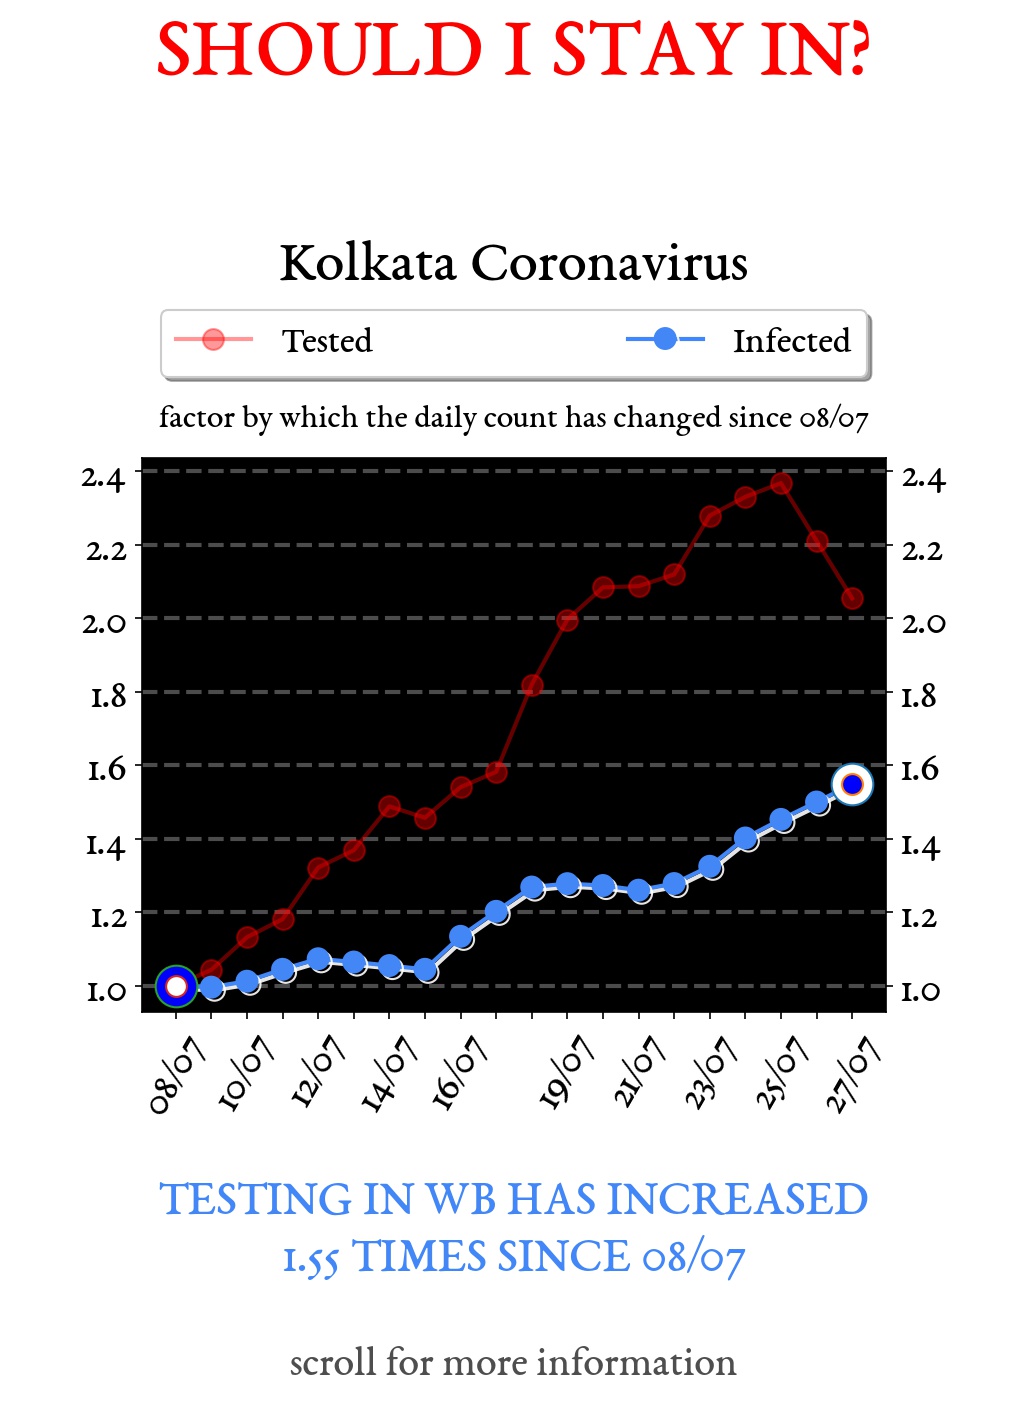 SHOULD I STAY IN?
Kolkata Coronavirus
Tested Infected
factor by which the daily count has changed since 08/07
2.4 2.4
2.2 2.2
2.0 2.0
1.8 1.8
1.6 1.6
1.4 1.4
1.2 1.2
1.0 1.0
08/07 10/07 12/07 14/07 16/07 19/07 21/07 23/07 25/07 27/07
TESTING IN WB HAS INCREASED
1.55 TIMES SINCE 08/07
scroll for more information